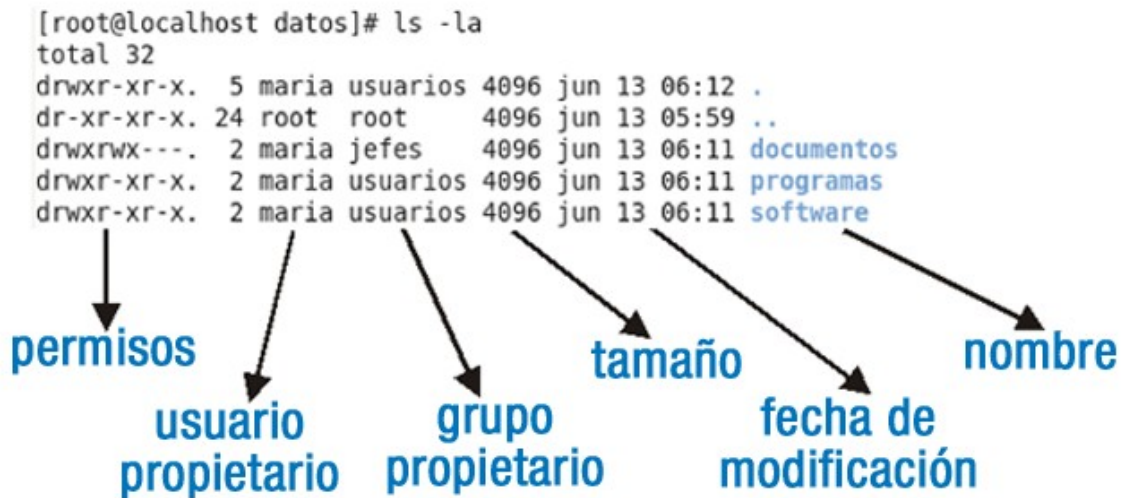 [root@localhost datos]# ls -la
total 32
drwxr-xr-x. 5 maria usuarios 4096 jun 13 06:12 .
dr-xr-xr-x. 24 root root 4096 jun 13 05:59 ..
drwxrwx---. 2 maria jefes 4096 jun 13 06:11 documentos
drwxr-xr-x. 2 maria usuarios 4096 jun 13 06:11 programas
drwxr-xr-x. 2 maria usuarios 4096 jun 13 06:11 software
permisos
usuario
propietario
grupo
propietario
tamaño
fecha de
modificación
nombre